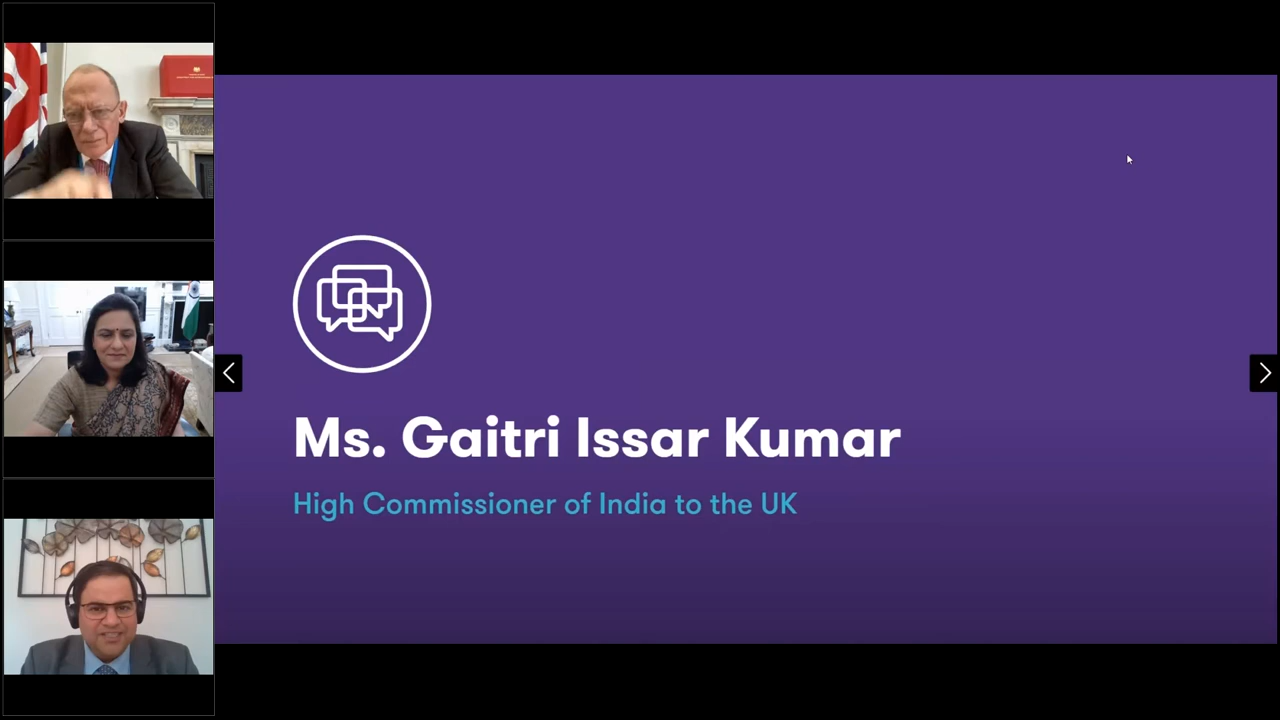 Ms. Gaitri Issar Kumar
High Commissioner of India to the UK